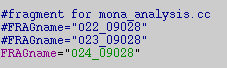 #fragment for mona_analysis.cc
#FRAGname="022_09028"
#FRAGname="023_09028"
FRAGname="024_09028"